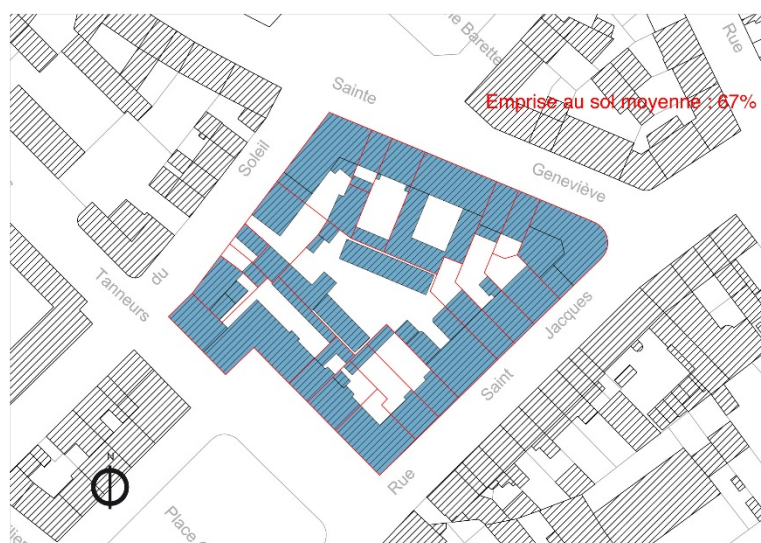 Barette
Rue
Sainte
Emprise au sol moyenne : 67%
Soleil
Geneviève
du
Tanneurs
Jacques
Saint
Rue
N
Place